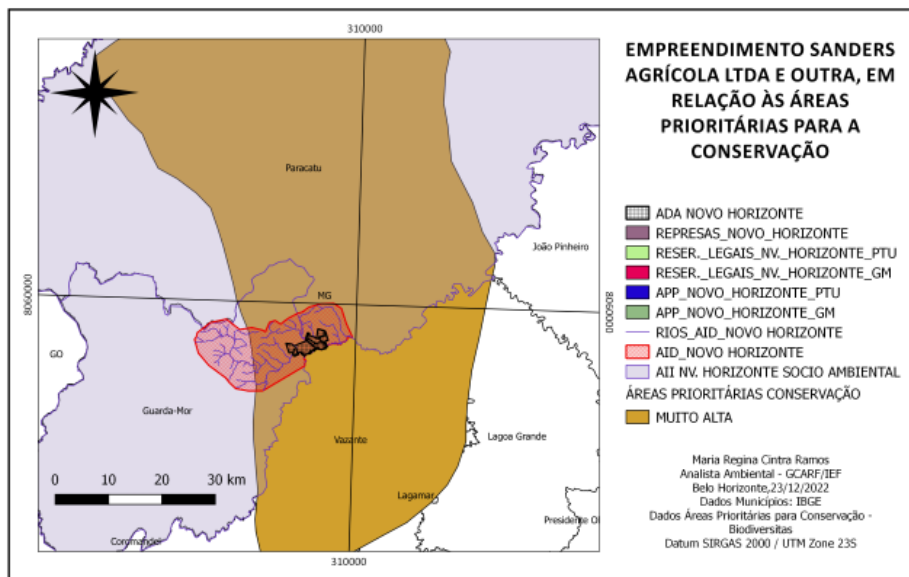 310000
EMPREENDIMENTO SANDERS
AGRÍCOLA LTDA E OUTRA, EM
RELAÇÃO ÀS ÁREAS
PRIORITÁRIAS PARA A
CONSERVAÇÃO
Paracatu
João Pinheiro
MG
8060000
8060000
GO
Guarda-Mor
Vazante
Lagoa Grande
Lagamar
0 10 20 30 km
Presidente Ol
Coromandel
310000
ADA NOVO HORIZONTE
REPRESAS_NOVO_HORIZONTE
RESER._LEGAIS_NV._HORIZONTE_PTU
RESER._LEGAIS_NV._HORIZONTE_GM
APP_NOVO_HORIZONTE_PTU
APP_NOVO_HORIZONTE_GM
RIOS_AID_NOVO HORIZONTE
AID_NOVO HORIZONTE
AII NV. HORIZONTE SOCIO AMBIENTAL
ÁREAS PRIORITÁRIAS CONSERVAÇÃO
MUITO ALTA
Maria Regina Cintra Ramos
Analista Ambiental - GCARF/IEF
Belo Horizonte,23/12/2022
Dados Municípios: IBGE
Dados Áreas Prioritárias para Conservação -
Biodiversitas
Datum SIRGAS 2000 / UTM Zone 23S